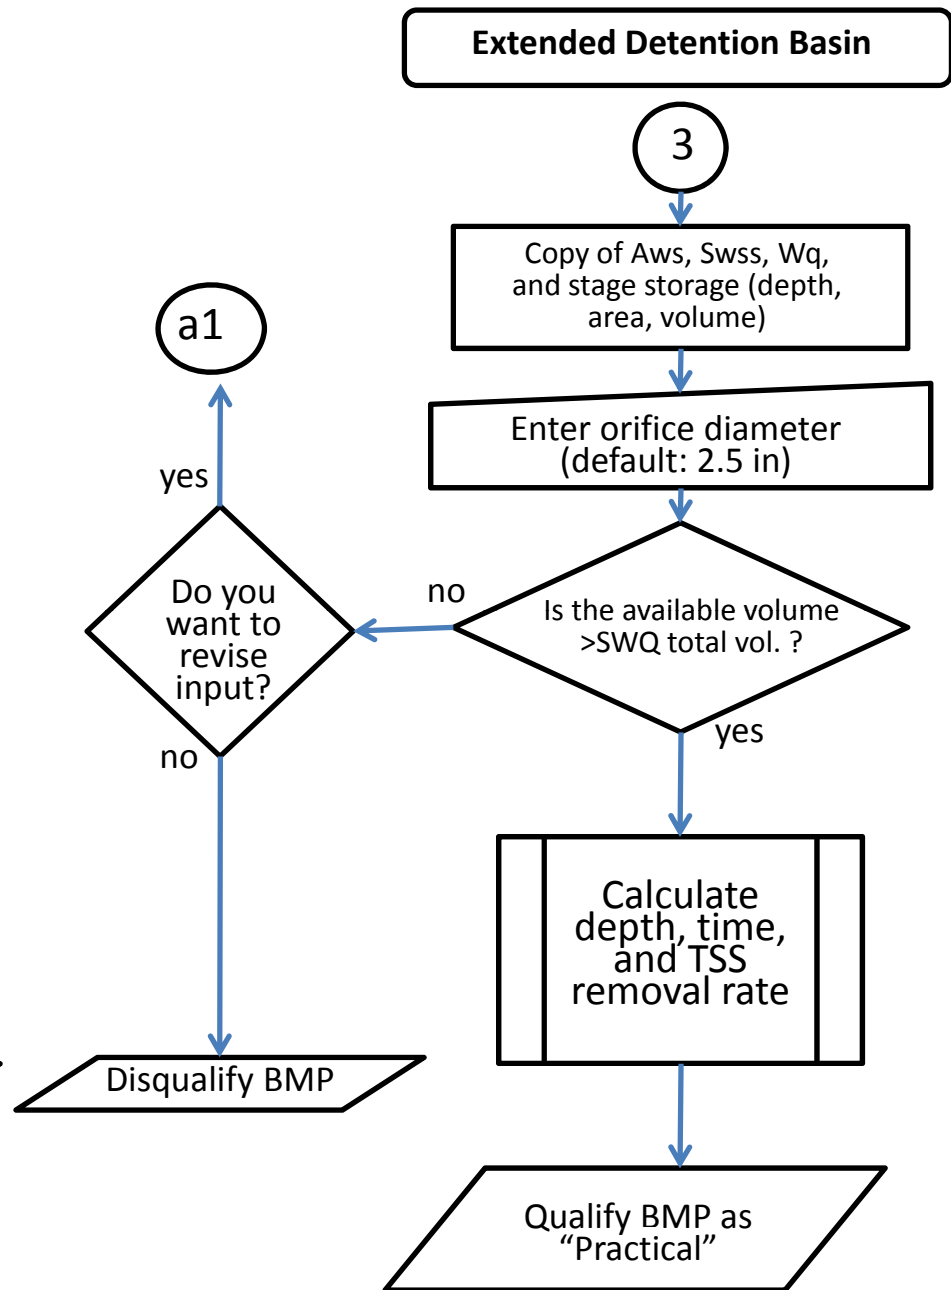 Extended Detention Basin
3
Copy of Aws, Swss, Wq,
and stage storage (depth,
area, volume)
a1
Enter orifice diameter
(default: 2.5 in)
yes
Do you
want to
revise
input?
no
Is the available volume
>SWQ total vol. ?
no
yes
Calculate
depth, time,
and TSS
removal rate
Disqualify BMP
Qualify BMP as
“Practical”